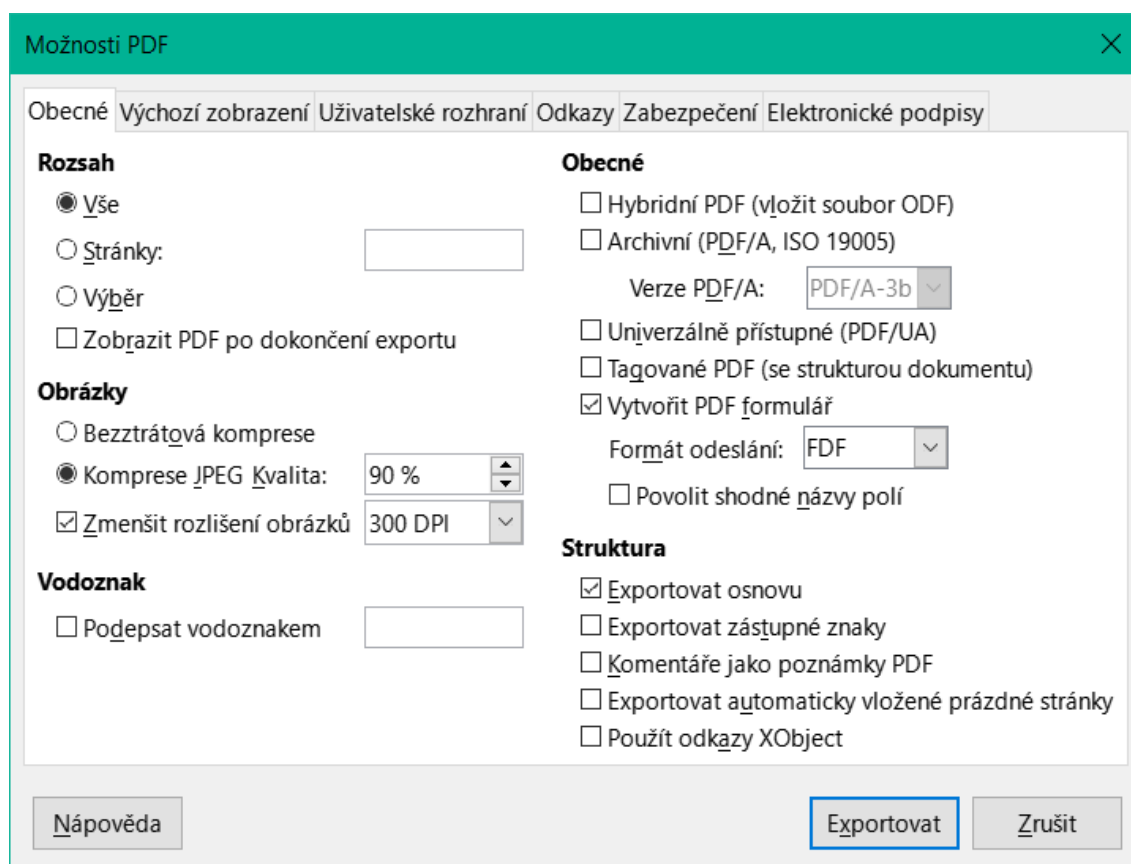 Možnosti PDF
Obecné Výchozí zobrazení Uživatelské rozhraní Odkazy Zabezpečení Elektronické podpisy
Rozsah
Vše
Stránky:
Výběr
Zobrazit PDF po dokončení exportu
Obrázky
Bezztrátová komprese
Komprese JPEG Kvalita: 90 %
Zmenšit rozlišení obrázků 300 DPI
Vodoznak
Podepsat vodoznakem
Obecné
Hybridní PDF (vložit soubor ODF)
Archivní (PDF/A, ISO 19005)
Verze PDF/A: PDF/A-3b
Univerzálně přístupné (PDF/UA)
Tagované PDF (se strukturou dokumentu)
Vytvořit PDF formulář
Formát odeslání: FDF
Povolit shodné názvy polí
Struktura
Exportovat osnovu
Exportovat zástupné znaky
Komentáře jako poznámky PDF
Exportovat automaticky vložené prázdné stránky
Použít odkazy XObject
Nápověda Exportovat Zrušit